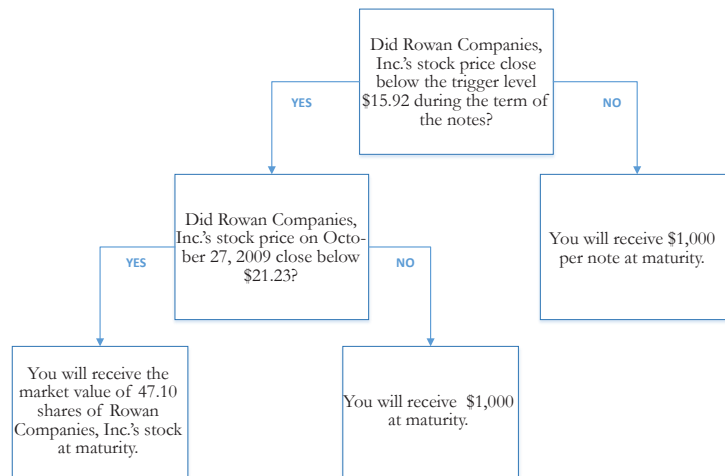 Did Rowan Companies,
Inc.'s stock price close
below the trigger level
$15.92 during the term of
the notes?
YES
NO
Did Rowan Companies,
Inc.'s stock price on Octo-
ber 27, 2009 close below
$21.23?
You will receive $1,000
per note at maturity.
YES
NO
You will receive the
market value of 47.10
shares of Rowan
Companies, Inc.'s stock
at maturity.
You will receive $1,000
at maturity.